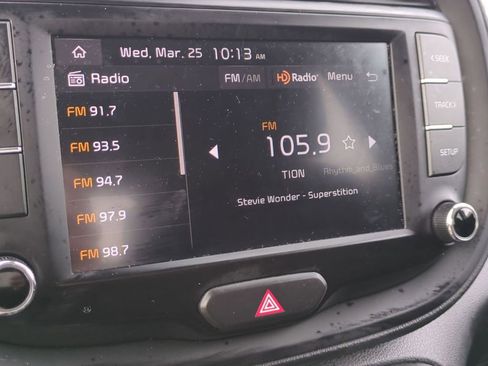 Wed, Mar. 25 10:13 AM
Radio FM/AM HD Radio® Menu
FM 91.7
FM 93.5
FM 94.7
FM 97.9
FM 98.7
FM
105.9
TION Rhythm_and_Blues
Stevie Wonder - Superstition
< SEEK
TRACK >
SETUP